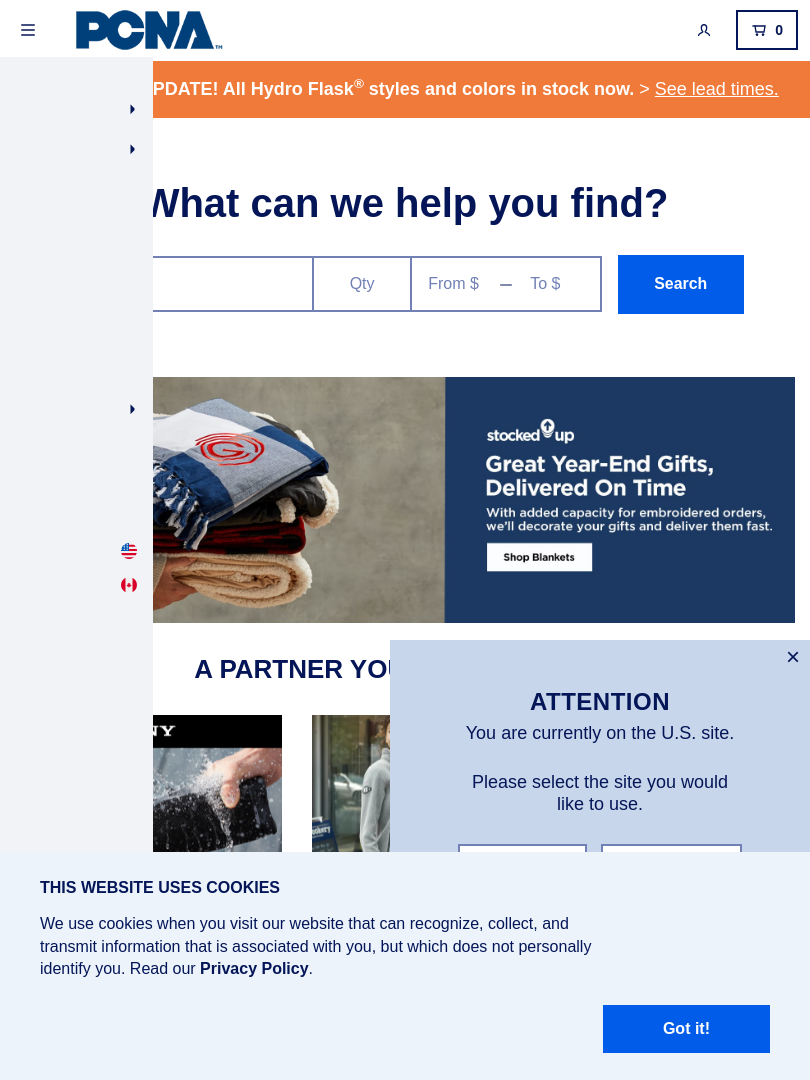 PCNA™
0
PDATE! All Hydro Flask® styles and colors in stock now. > See lead times.
What can we help you find?
Qty
From $
To $
Search
stocked up
Great Year-End Gifts,
Delivered On Time
With added capacity for embroidered orders,
we'll decorate your gifts and deliver them fast.
Shop Blankets
A PARTNER YOU
NY
ATTENTION
You are currently on the U.S. site.
Please select the site you would
like to use.
THIS WEBSITE USES COOKIES
We use cookies when you visit our website that can recognize, collect, and
transmit information that is associated with you, but which does not personally
identify you. Read our Privacy Policy.
Got it!